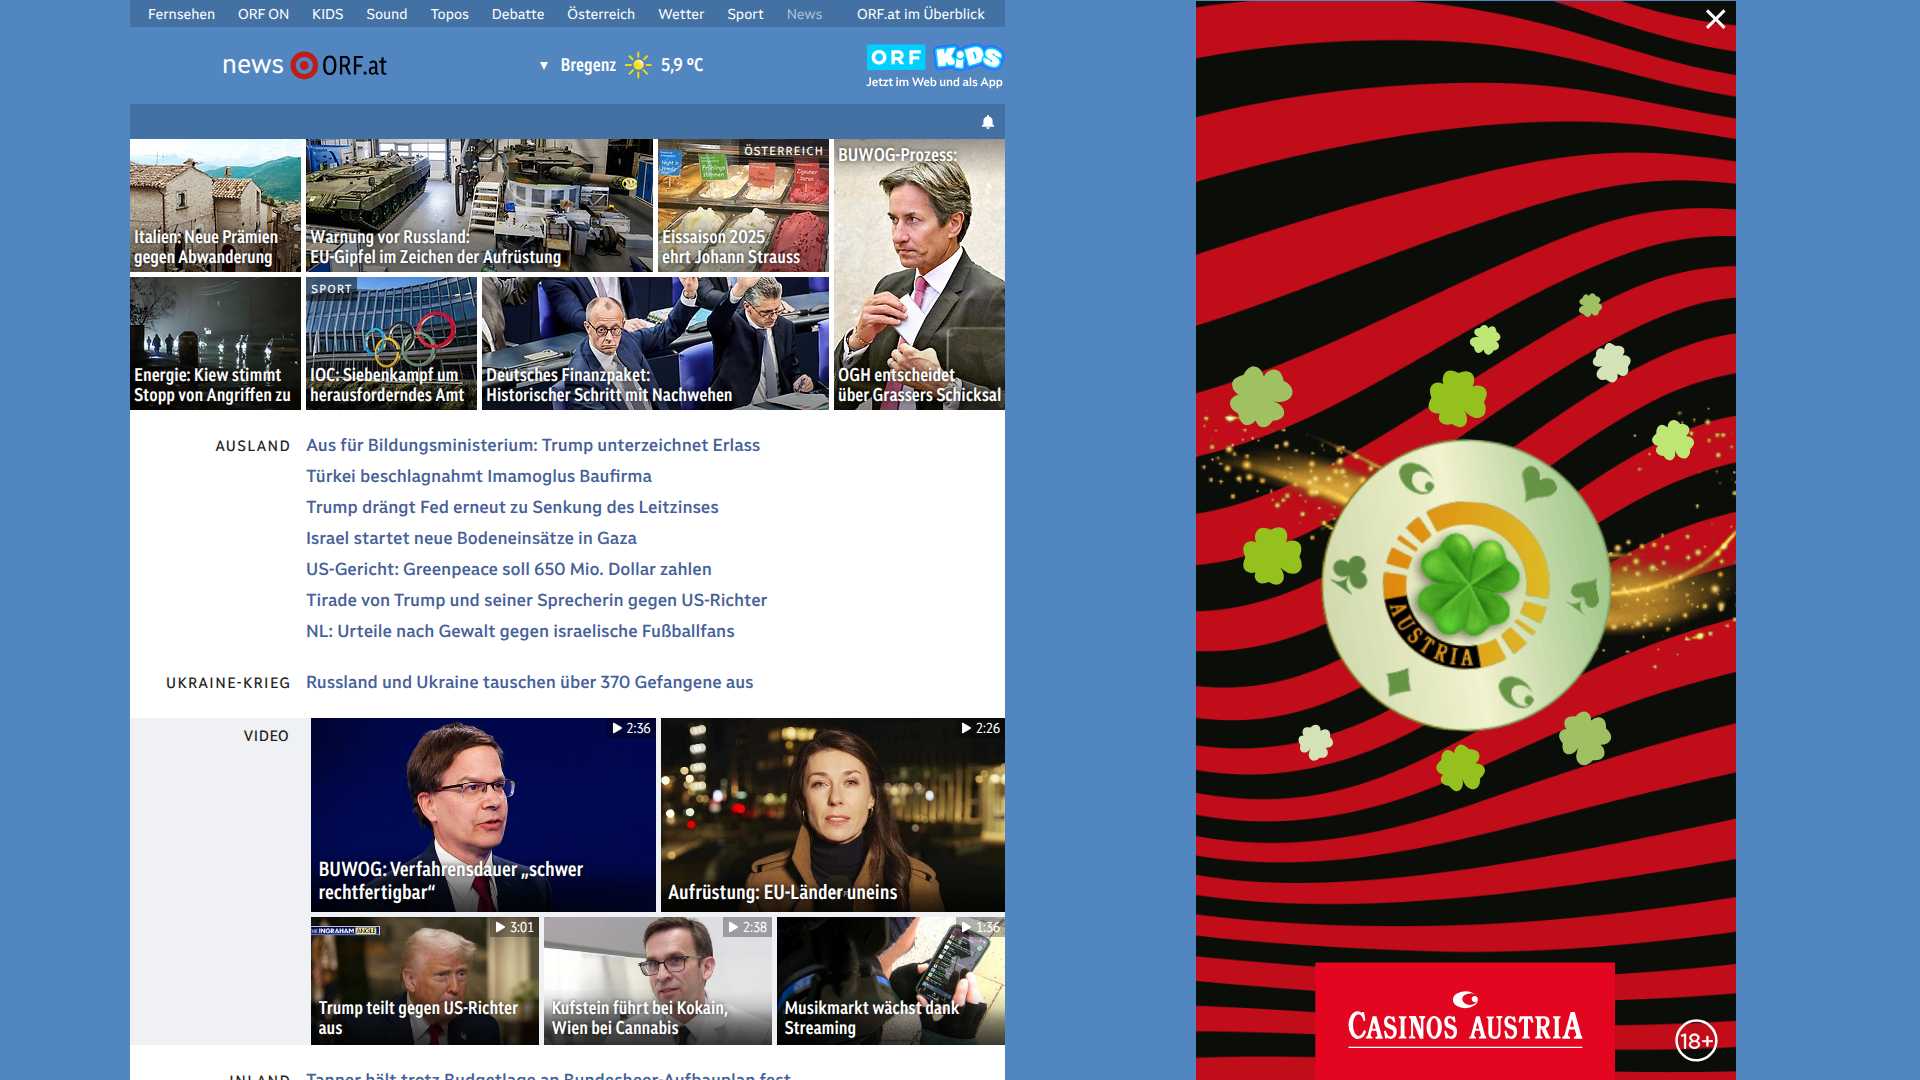 Fernsehen ORF ON KIDS Sound Topos Debatte Österreich Wetter Sport News ORF.at im Überblick
news ORF.at
▼ Bregenz 5,9 °C
ORF KiDS
Jetzt im Web und als App
Italien: Neue Prämien
gegen Abwanderung
Warnung vor Russland:
EU-Gipfel im Zeichen der Aufrüstung
ÖSTERREICH
Eissaison 2025
ehrt Johann Strauss
BUWOG-Prozess:
OGH entscheidet
über Grassers Schicksal
Energie: Kiew stimmt
Stopp von Angriffen zu
SPORT
IOC: Siebenkampf um
herausforderndes Amt
Deutsches Finanzpaket:
Historischer Schritt mit Nachwehen
AUSLAND
Aus für Bildungsministerium: Trump unterzeichnet Erlass
Türkei beschlagnahmt Imamoglus Baufirma
Trump drängt Fed erneut zu Senkung des Leitzinses
Israel startet neue Bodeneinsätze in Gaza
US-Gericht: Greenpeace soll 650 Mio. Dollar zahlen
Tirade von Trump und seiner Sprecherin gegen US-Richter
NL: Urteile nach Gewalt gegen israelische Fußballfans
UKRAINE-KRIEG
Russland und Ukraine tauschen über 370 Gefangene aus
VIDEO
2:36
BUWOG: Verfahrensdauer „schwer
rechtfertigbar“
2:26
Aufrüstung: EU-Länder uneins
INGRAHAM ANGLE
3:01
Trump teilt gegen US-Richter
aus
2:38
Kufstein führt bei Kokain,
Wien bei Cannabis
1:36
Musikmarkt wächst dank
Streaming
INLAND
Tanner hält trotz Budgetlage an Bundesheer-Aufbauplan fest
AUSTRIA
CASINOS AUSTRIA
18+